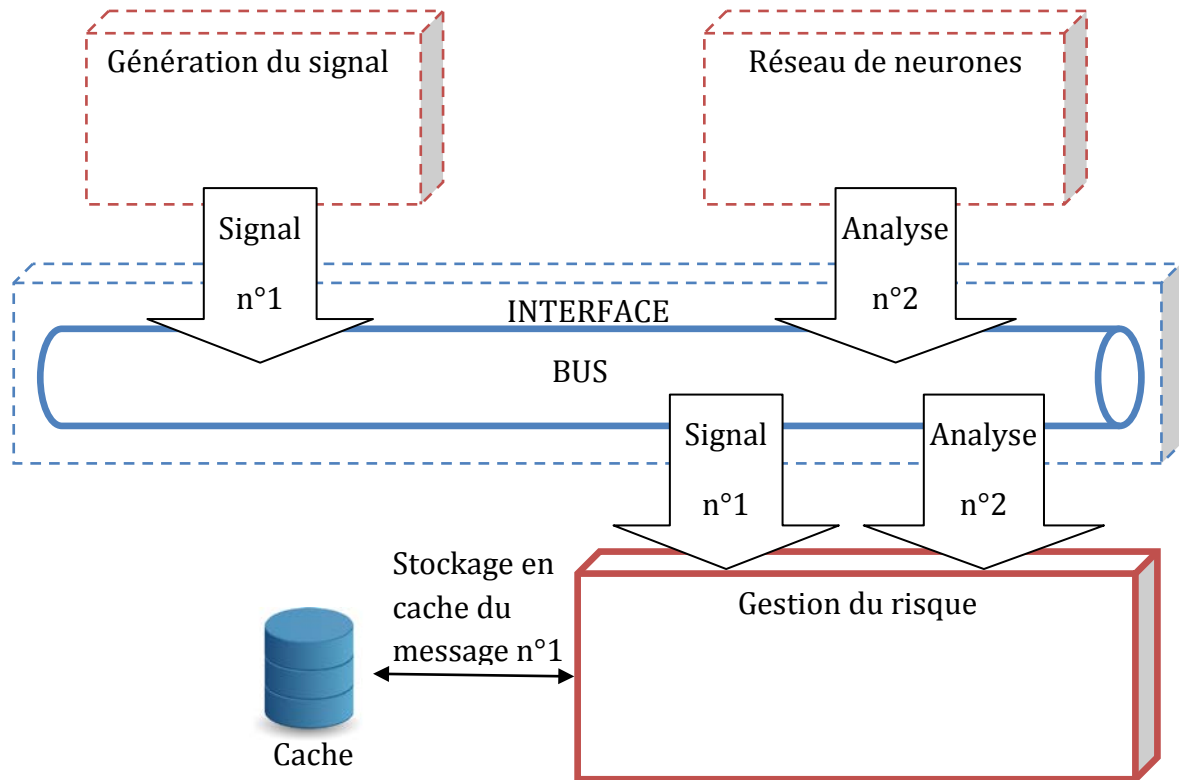 Génération du signal
Réseau de neurones
Signal
n°1
Analyse
n°2
INTERFACE
BUS
Signal
n°1
Analyse
n°2
Stockage en
cache du
message n°1
Gestion du risque
Cache